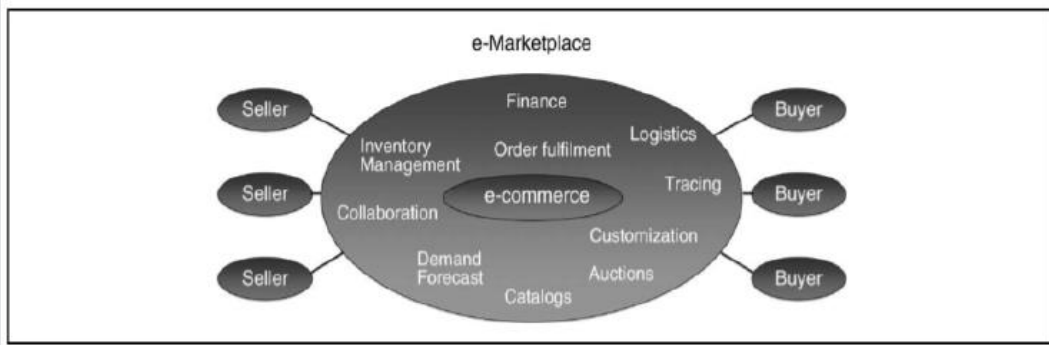 e-Marketplace
Finance
Seller
Buyer
Logistics
Inventory
Management
Order fulfilment
Seller
e-commerce
Tracing
Buyer
Collaboration
Customization
Demand
Forecast
Auctions
Seller
Buyer
Catalogs